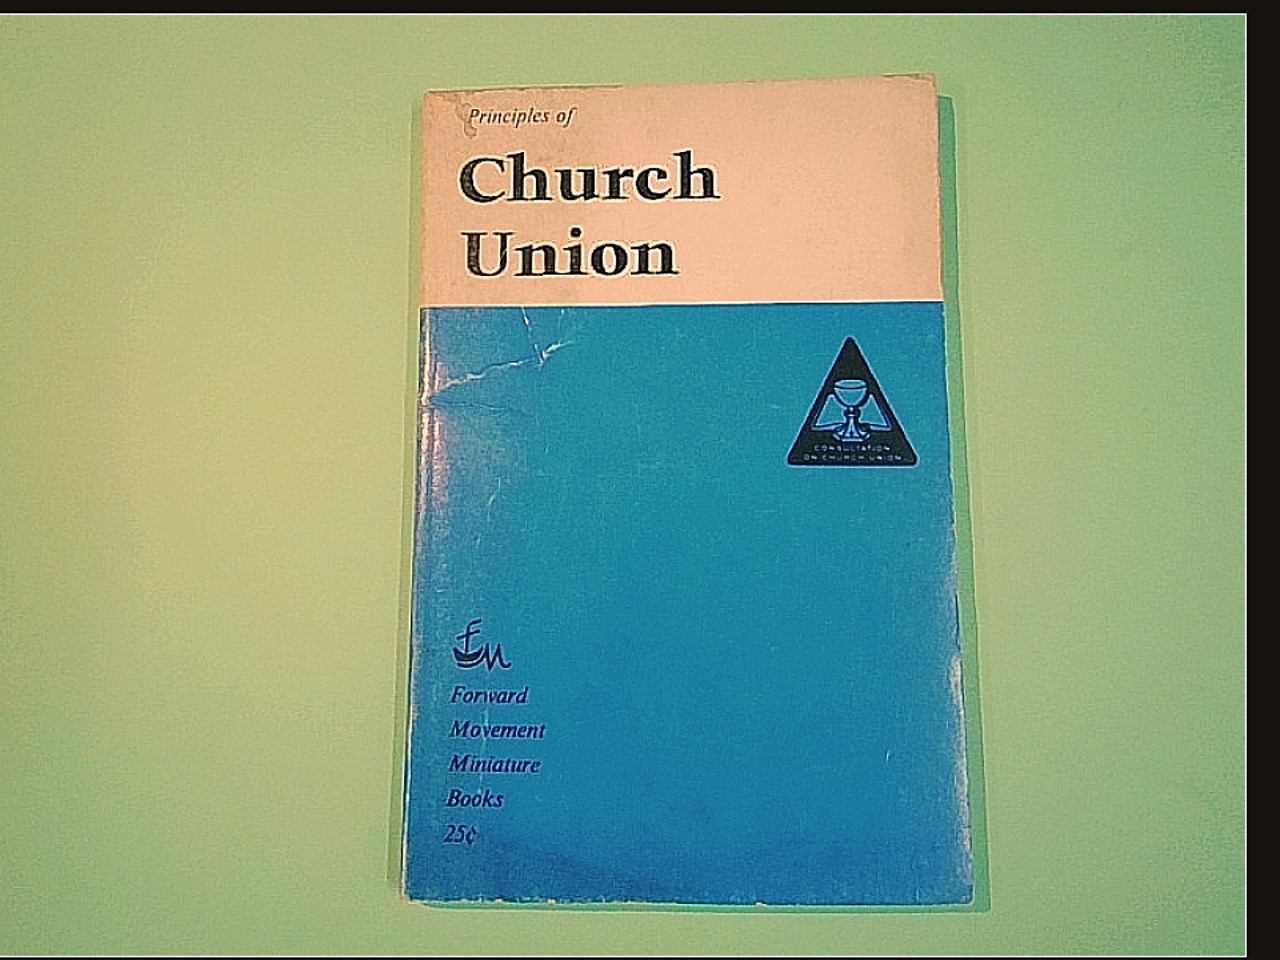 Principles of
Church
Union
CONSULTATION
ON CHURCH UNION
Forward
Movement
Miniature
Books
25¢